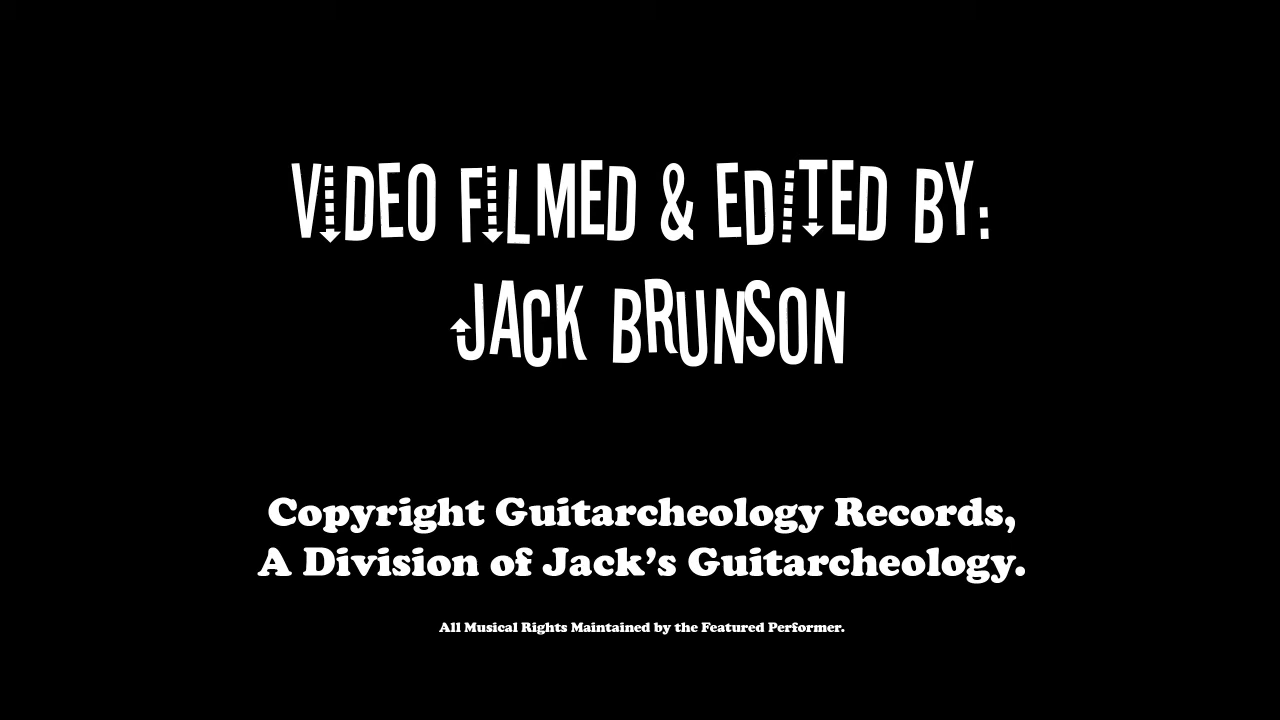 VIDEO FILMED & EDITED BY:
JACK BRUNSON
Copyright Guitarcheology Records,
A Division of Jack’s Guitarcheology.
All Musical Rights Maintained by the Featured Performer.